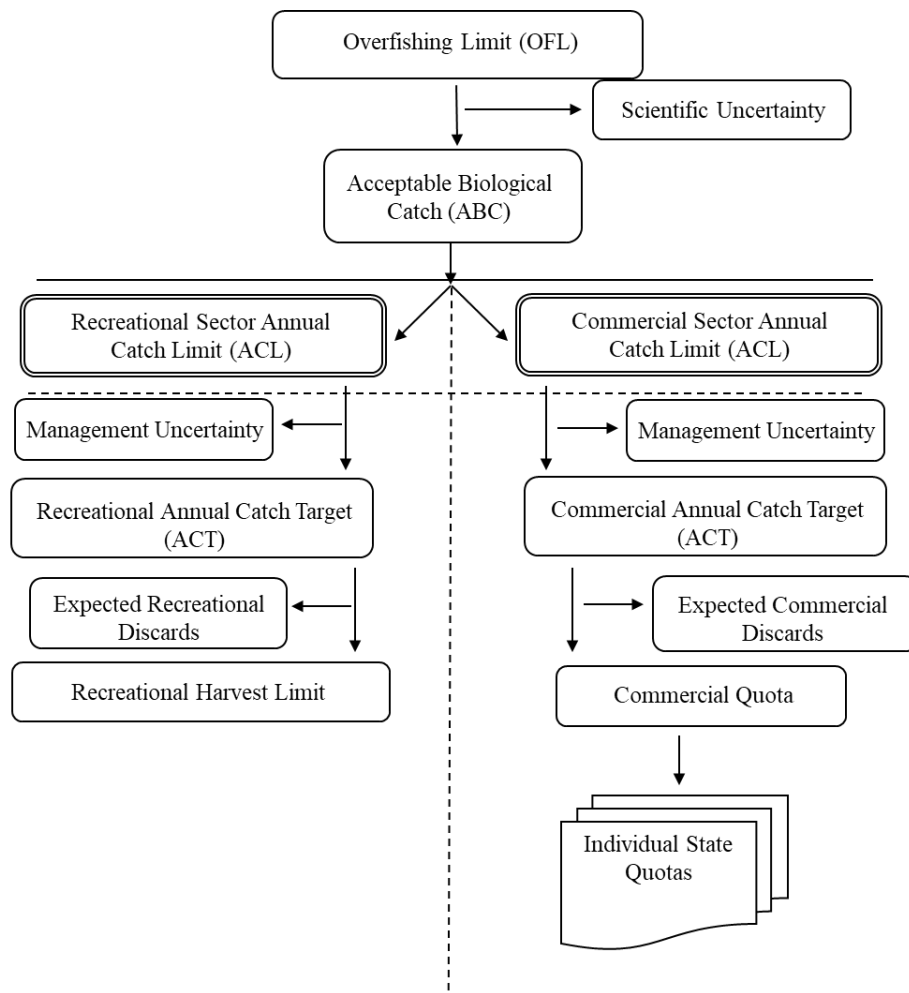 Overfishing Limit (OFL)
Scientific Uncertainty
Acceptable Biological
Catch (ABC)
Recreational Sector Annual
Catch Limit (ACL)
Commercial Sector Annual
Catch Limit (ACL)
Management Uncertainty
Management Uncertainty
Recreational Annual Catch Target
(ACT)
Commercial Annual Catch Target
(ACT)
Expected Recreational
Discards
Expected Commercial
Discards
Recreational Harvest Limit
Commercial Quota
Individual State
Quotas